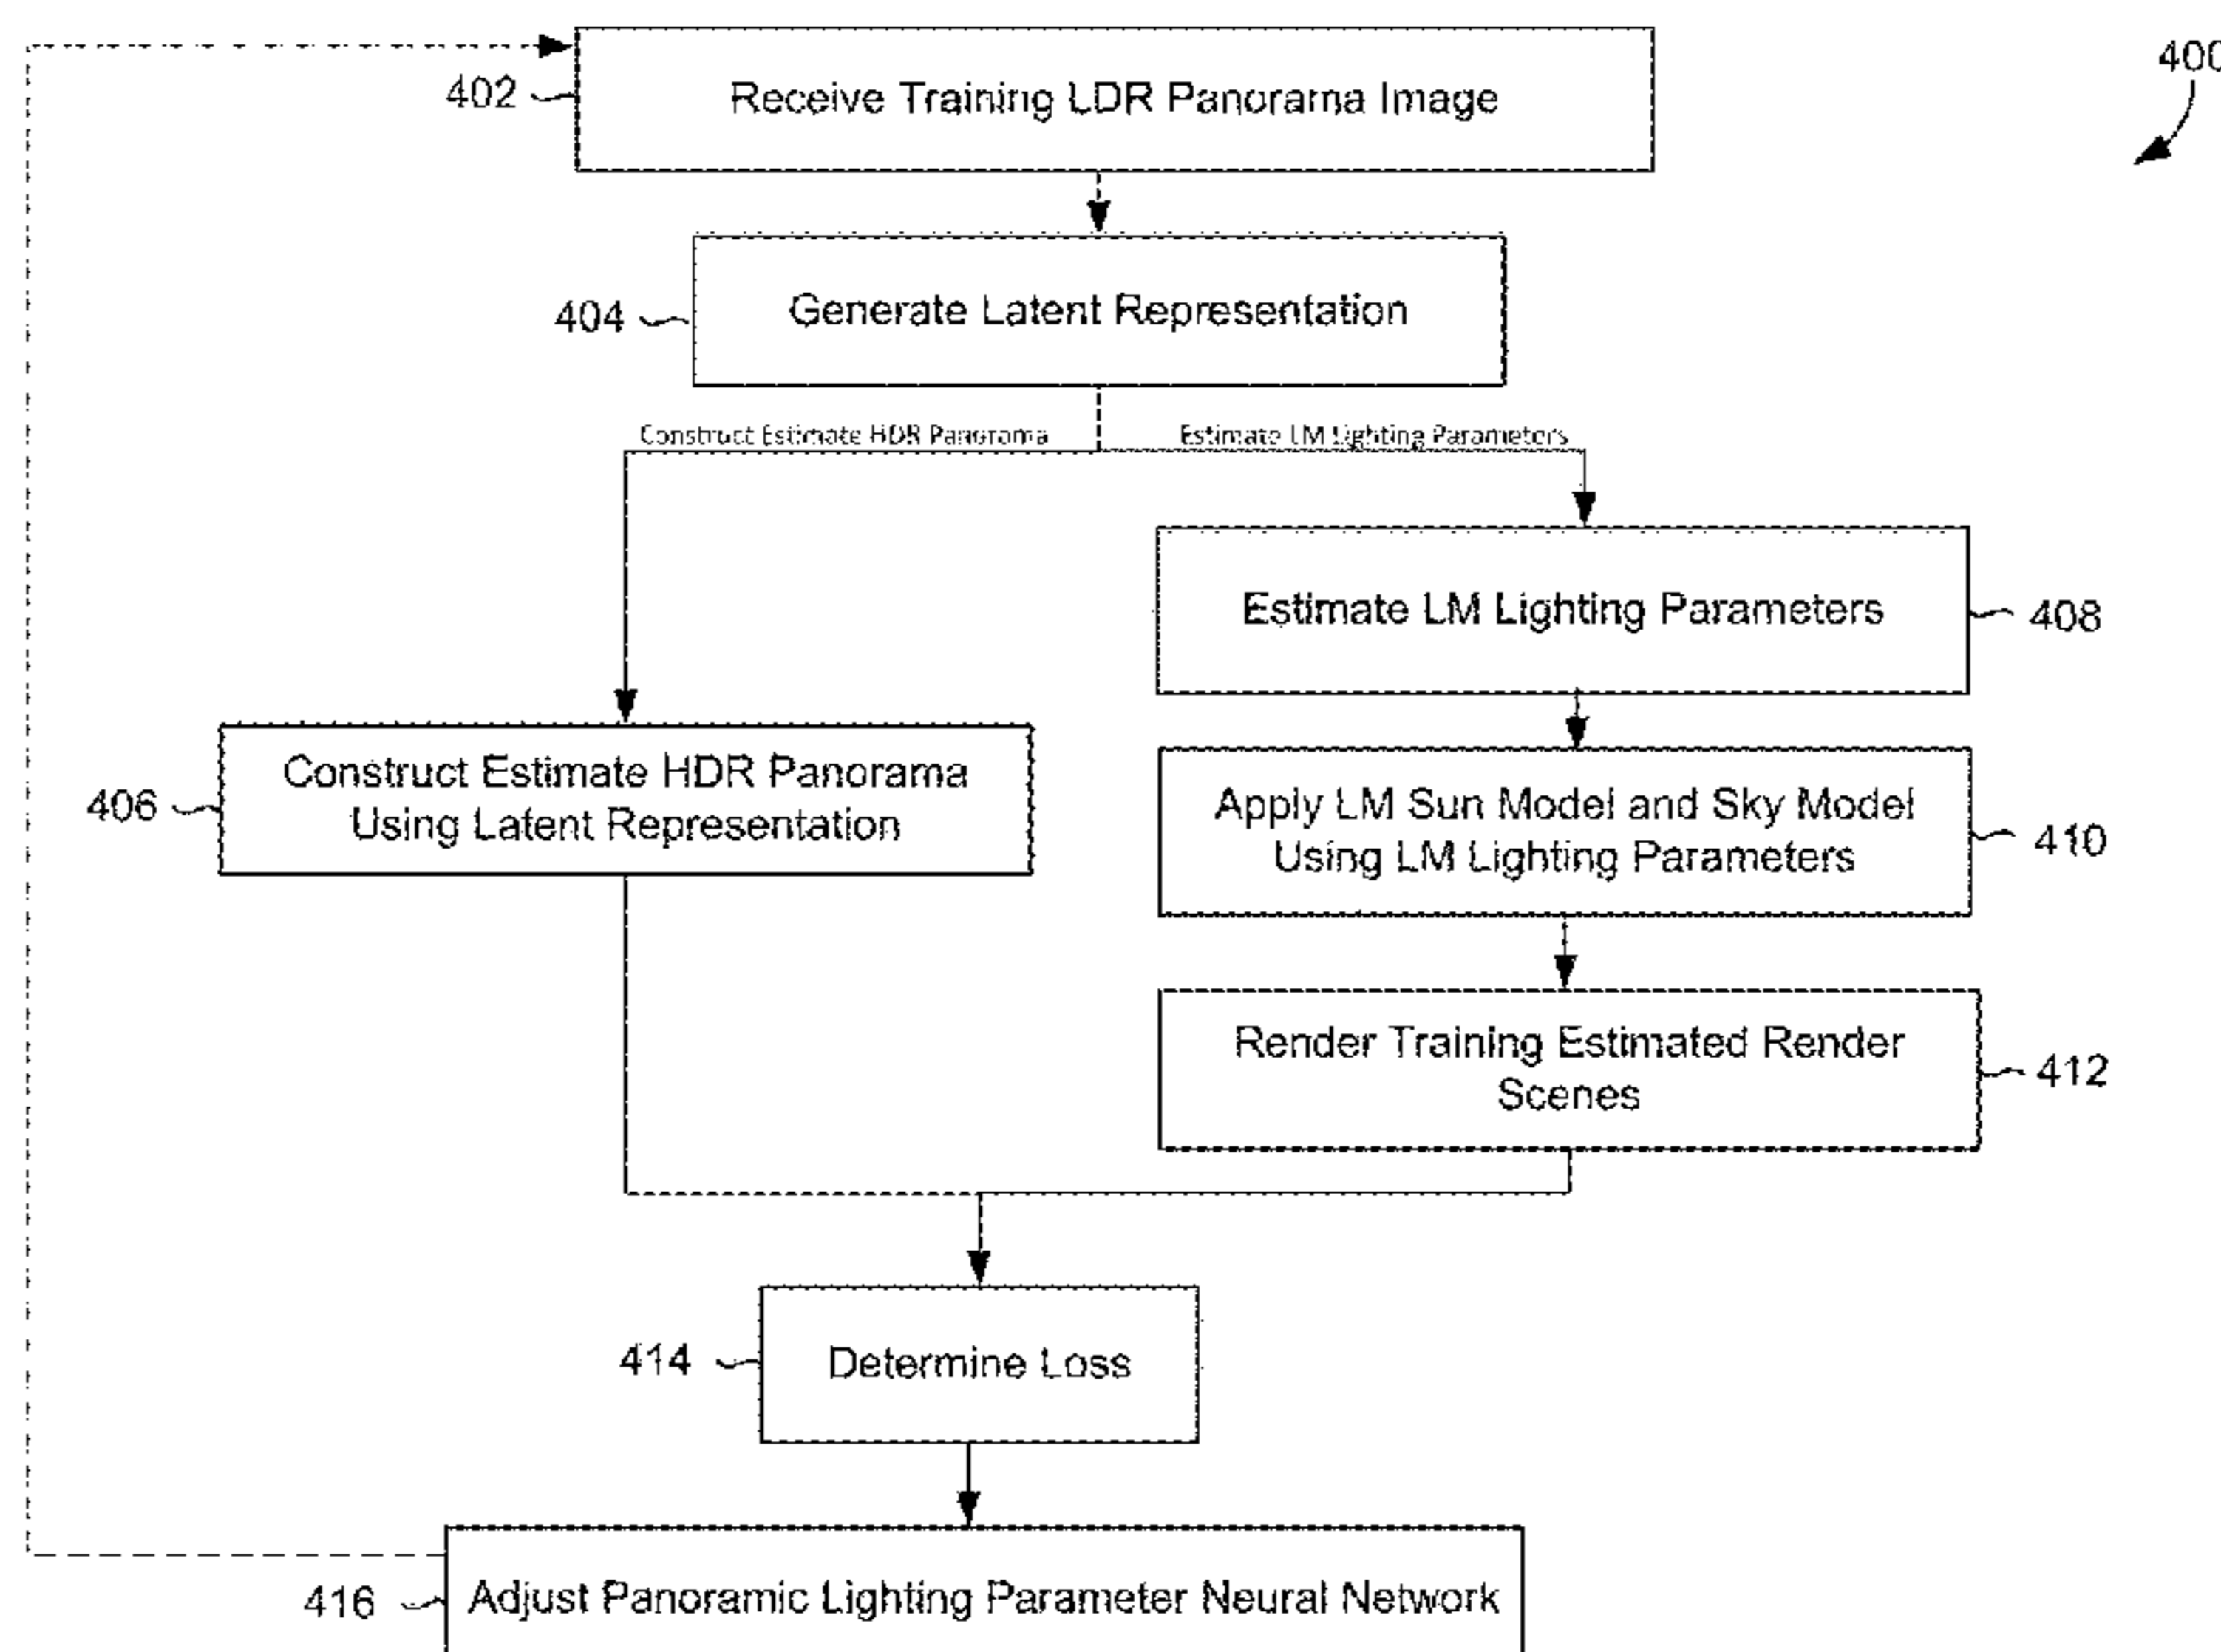 400
402
Receive Training LDR Panorama Image
404
Generate Latent Representation
Construct Estimate HDR Panorama
Estimate LM Lighting Parameters
Estimate LM Lighting Parameters
408
406
Construct Estimate HDR Panorama
Using Latent Representation
Apply LM Sun Model and Sky Model
Using LM Lighting Parameters
410
Render Training Estimated Render
Scenes
412
414
Determine Loss
416
Adjust Panoramic Lighting Parameter Neural Network